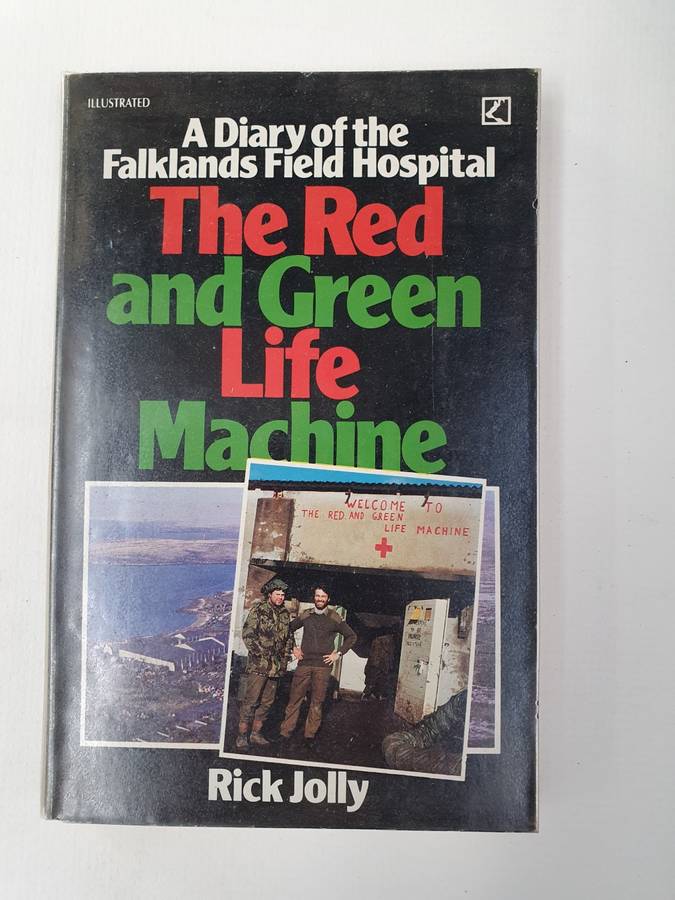 ILLUSTRATED
A Diary of the
Falklands Field Hospital
The Red
and Green
Life
Machine
WELCOME TO
THE RED AND GREEN
LIFE MACHINE
Rick Jolly